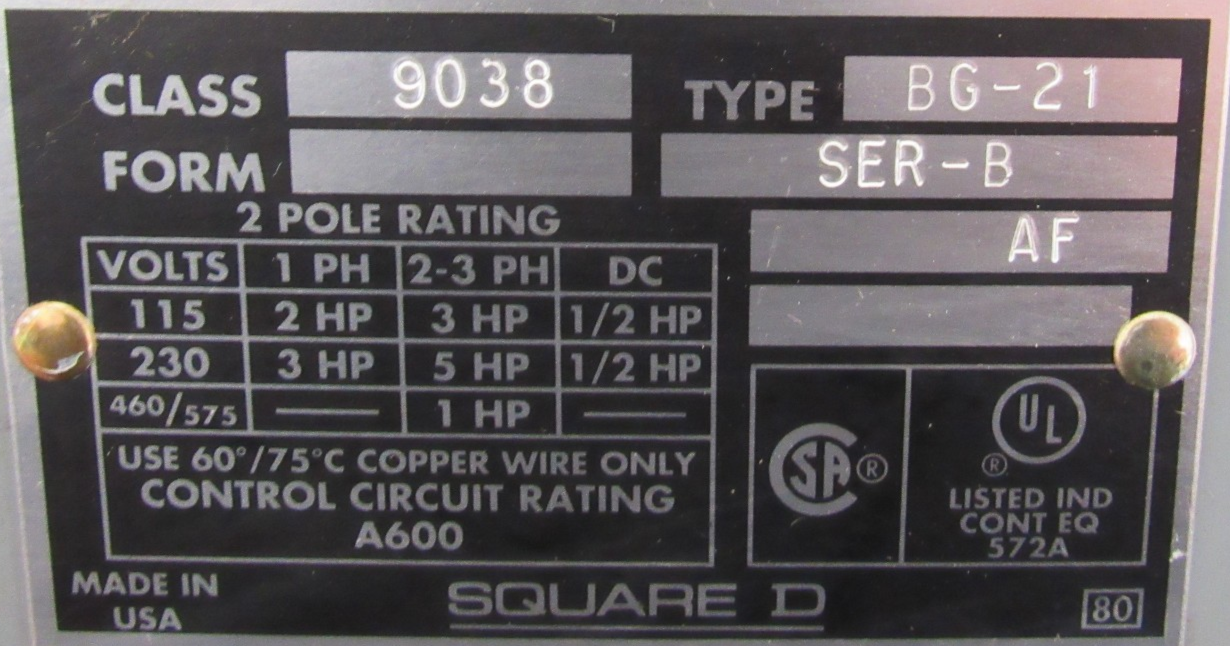 CLASS 9038 TYPE BG-21
FORM SER-B
AF
2 POLE RATING
VOLTS 1 PH 2-3 PH DC
115 2 HP 3 HP 1/2 HP
230 3 HP 5 HP 1/2 HP
460/575 — 1 HP —
USE 60°/75°C COPPER WIRE ONLY
CONTROL CIRCUIT RATING
A600
SA ®
UL
®
LISTED IND
CONT EQ
572A
MADE IN
USA
SQUARE D
80